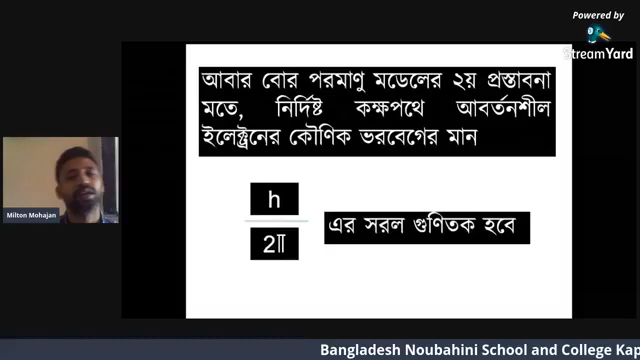 Powered by
StreamYard
আবার বোর পরমাণু মডেলের ২য় প্রস্তাবনা
মতে, নির্দিষ্ট কক্ষপথে আবর্তনশীল
ইলেক্ট্রনের কৌণিক ভরবেগের মান
h
2π
এর সরল গুণিতক হবে
Milton Mohajan
Bangladesh Noubahini School and College Kap